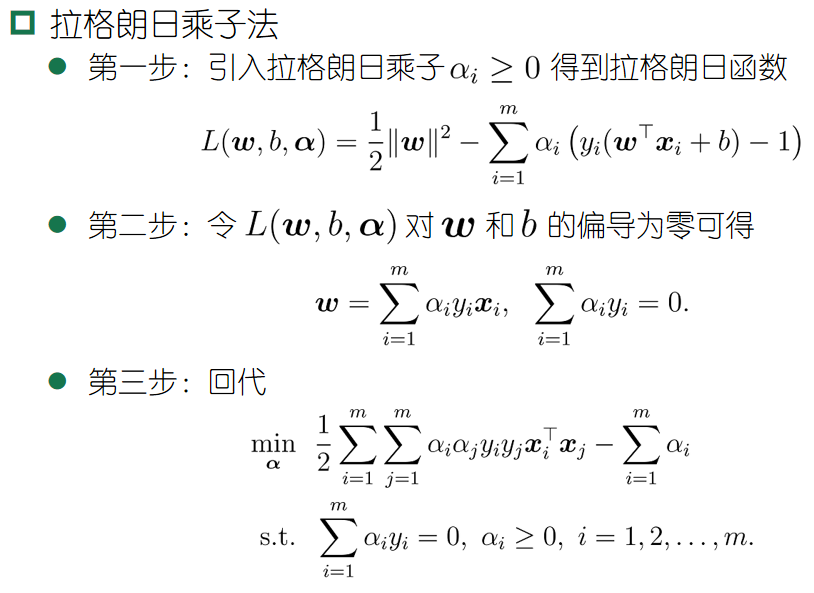 拉格朗日乘子法
第一步：引入拉格朗日乘子 $\alpha_i \geq 0$ 得到拉格朗日函数
$L(\boldsymbol{w}, b, \boldsymbol{\alpha}) = \frac{1}{2}\|\boldsymbol{w}\|^2 - \sum_{i=1}^{m} \alpha_i \left( y_i(\boldsymbol{w}^\top \boldsymbol{x}_i + b) - 1 \right)$
第二步：令 $L(\boldsymbol{w}, b, \boldsymbol{\alpha})$ 对 $\boldsymbol{w}$ 和 $b$ 的偏导为零可得
$\boldsymbol{w} = \sum_{i=1}^{m} \alpha_i y_i \boldsymbol{x}_i, \quad \sum_{i=1}^{m} \alpha_i y_i = 0.$
第三步：回代
$\min_{\boldsymbol{\alpha}} \quad \frac{1}{2} \sum_{i=1}^{m} \sum_{j=1}^{m} \alpha_i \alpha_j y_i y_j \boldsymbol{x}_i^\top \boldsymbol{x}_j - \sum_{i=1}^{m} \alpha_i$
$\text{s.t.} \quad \sum_{i=1}^{m} \alpha_i y_i = 0, \ \alpha_i \geq 0, \ i = 1, 2, \ldots, m.$